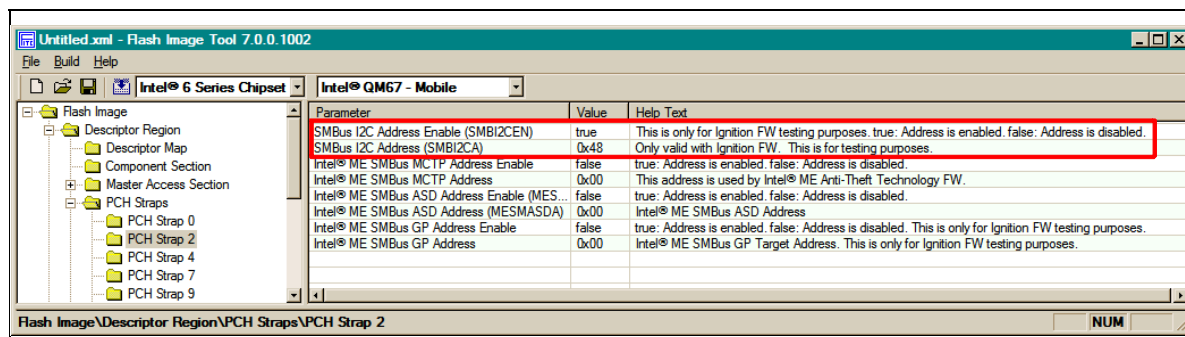 Untitled.xml - Flash Image Tool 7.0.0.1002
File Build Help
Intel® 6 Series Chipset Intel® QM67 - Mobile
Flash Image
Descriptor Region
Descriptor Map
Component Section
Master Access Section
PCH Straps
PCH Strap 0
PCH Strap 2
PCH Strap 4
PCH Strap 7
PCH Strap 9
Parameter Value Help Text
SMBus I2C Address Enable (SMBI2CEN) true This is only for Ignition FW testing purposes. true: Address is enabled. false: Address is disabled.
SMBus I2C Address (SMBI2CA) 0x48 Only valid with Ignition FW. This is for testing purposes.
Intel® ME SMBus MCTP Address Enable false true: Address is enabled. false: Address is disabled.
Intel® ME SMBus MCTP Address 0x00 This address is used by Intel® ME Anti-Theft Technology FW.
Intel® ME SMBus ASD Address Enable (MES... false true: Address is enabled. false: Address is disabled.
Intel® ME SMBus ASD Address (MESMASDA) 0x00 Intel® ME SMBus ASD Address
Intel® ME SMBus GP Address Enable false true: Address is enabled. false: Address is disabled. This is only for Ignition FW testing purposes.
Intel® ME SMBus GP Address 0x00 Intel® ME SMBus GP Target Address. This is only for Ignition FW testing purposes.
Flash Image\Descriptor Region\PCH Straps\PCH Strap 2 NUM